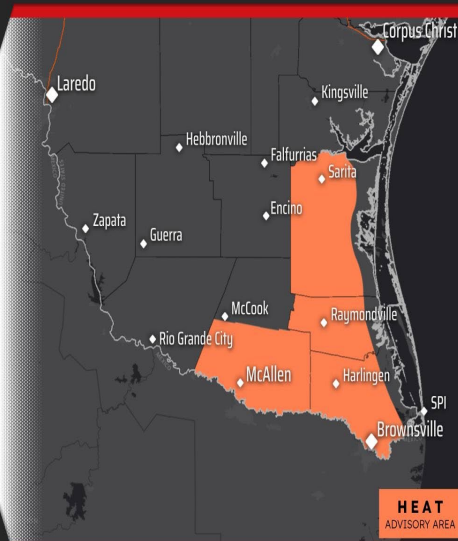 Corpus Christ
Laredo
Kingsville
Hebbronville
Falfurrias
Sarita
Encino
Zapata
Guerra
McCook
Raymondville
Rio Grande City
McAllen
Harlingen
SPI
Brownsville
HEAT
ADVISORY AREA